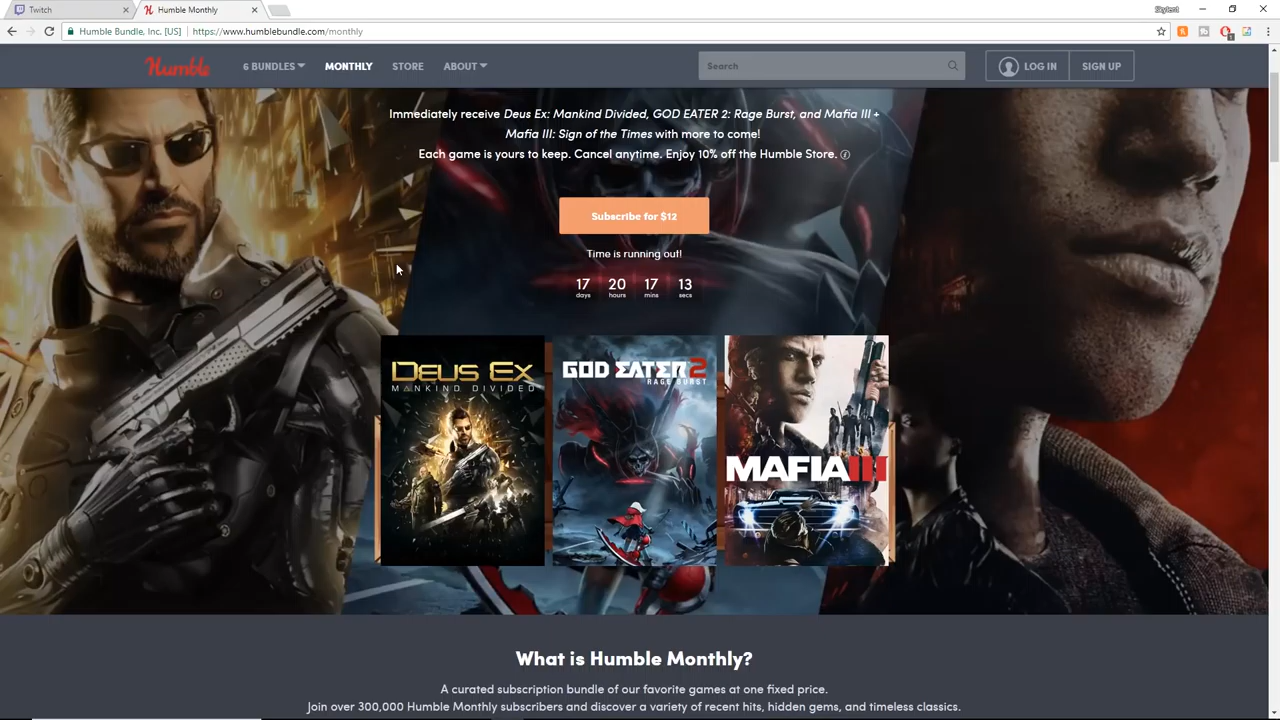 Twitch
Humble Monthly
Skylent
Humble Bundle, Inc. [US]
https://www.humblebundle.com/monthly
Humble
6 BUNDLES
MONTHLY
STORE
ABOUT
Search
LOG IN
SIGN UP
Immediately receive Deus Ex: Mankind Divided, GOD EATER 2: Rage Burst, and Mafia III +
Mafia III: Sign of the Times with more to come!
Each game is yours to keep. Cancel anytime. Enjoy 10% off the Humble Store.
Subscribe for $12
Time is running out!
17 20 17 13
days hours mins secs
DEUS EX
MANKIND DIVIDED
GOD EATER 2
RAGE BURST
MAFIA III
What is Humble Monthly?
A curated subscription bundle of our favorite games at one fixed price.
Join over 300,000 Humble Monthly subscribers and discover a variety of recent hits, hidden gems, and timeless classics.